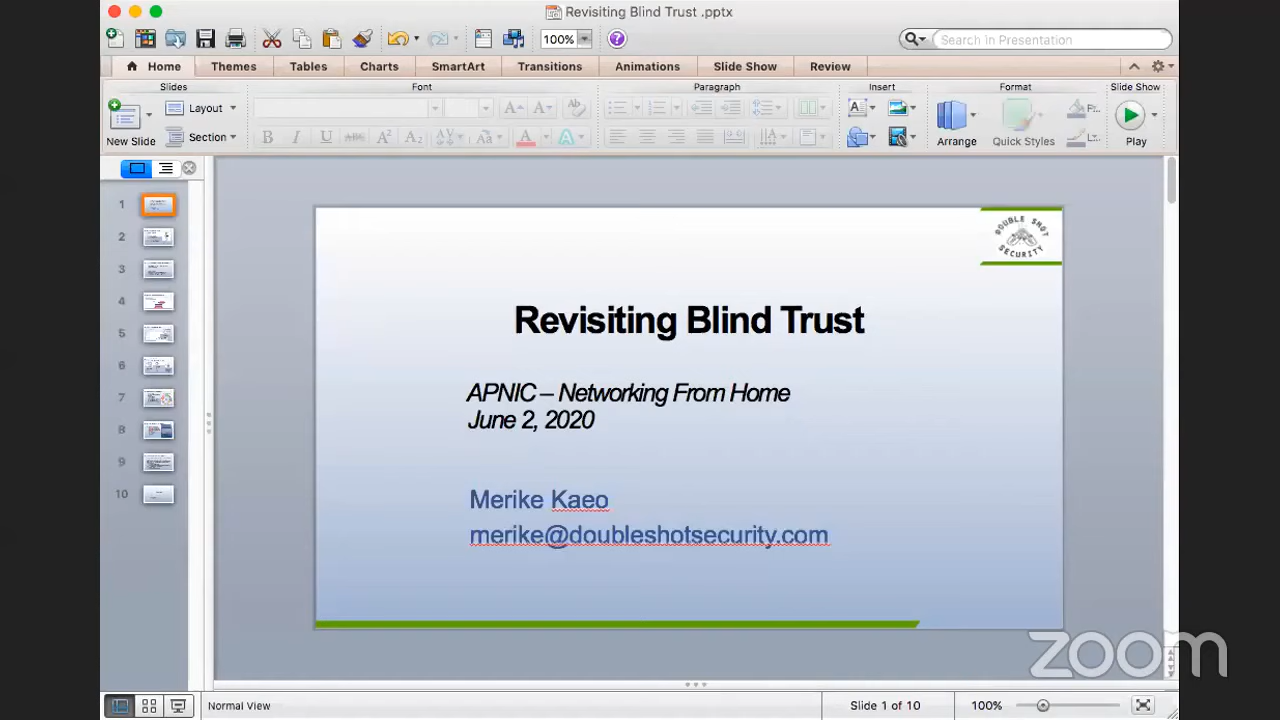 Revisiting Blind Trust .pptx
100%
Search in Presentation
Home
Themes
Tables
Charts
SmartArt
Transitions
Animations
Slide Show
Review
Slides
Font
Paragraph
Insert
Format
Slide Show
New Slide
Layout
Section
Arrange
Quick Styles
Play
1
2
3
4
5
6
7
8
9
10
DOUBLE SHOT
SECURITY
Revisiting Blind Trust
APNIC – Networking From Home
June 2, 2020
Merike Kaeo
merike@doubleshotsecurity.com
zoom
Normal View
Slide 1 of 10
100%